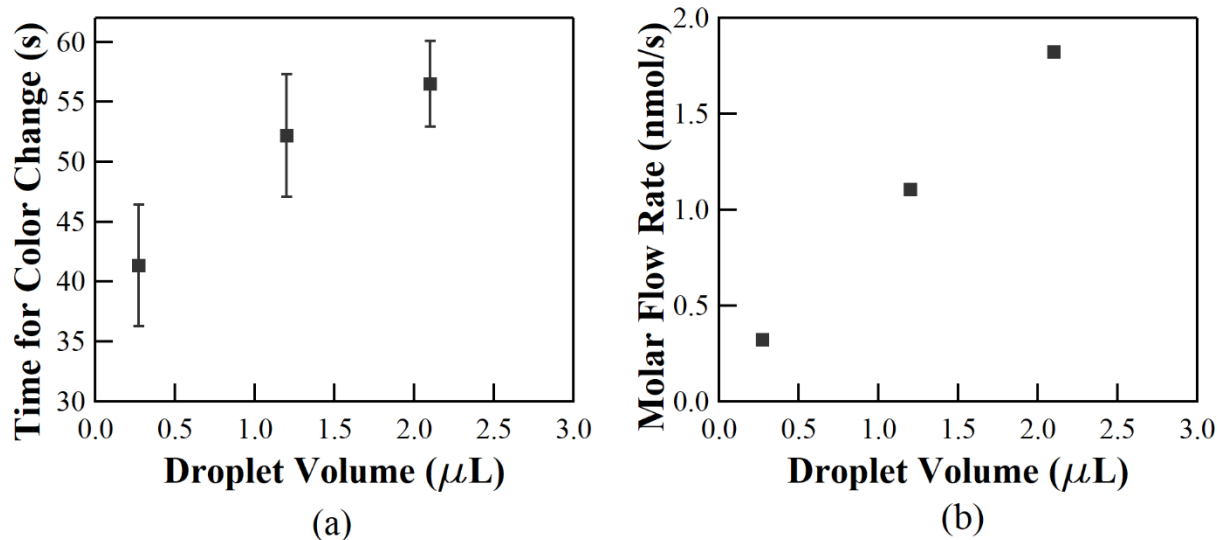 Time for Color Change (s)
60
55
50
45
40
35
30
0.0 0.5 1.0 1.5 2.0 2.5 3.0
Droplet Volume (μL)
(a)
Molar Flow Rate (nmol/s)
2.0
1.5
1.0
0.5
0.0
0.0 0.5 1.0 1.5 2.0 2.5 3.0
Droplet Volume (μL)
(b)